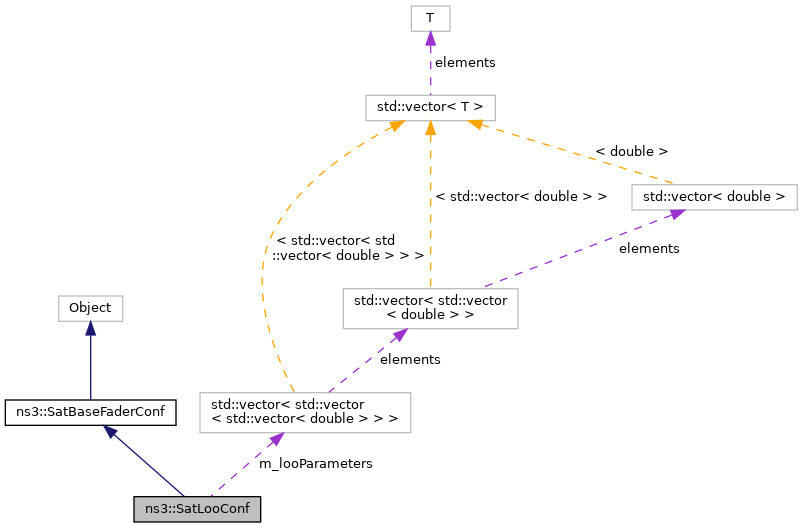 T
elements
std::vector< T >
< double >
< std::vector< double > >
std::vector< double >
< std::vector< std
::vector< double > > >
elements
std::vector< std::vector
< double > >
Object
elements
std::vector< std::vector
< std::vector< double > > >
ns3::SatBaseFaderConf
m_looParameters
ns3::SatLooConf